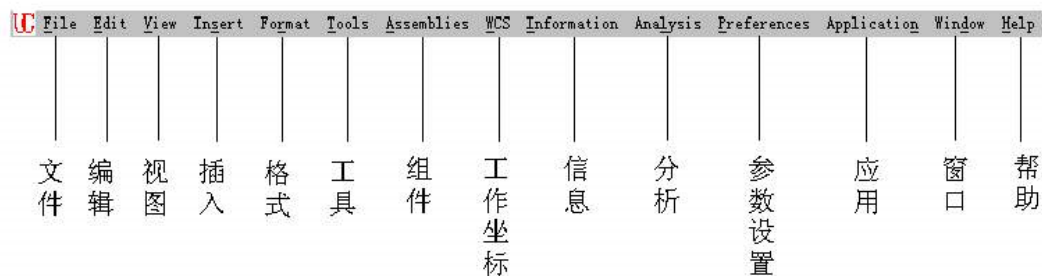 UG File Edit View Insert Format Tools Assemblies WCS Information Analysis Preferences Application Window Help
文件 编辑 视图 插入 格式 工具 组件 工作坐标 信息 分析 参数设置 应用 窗口 帮助